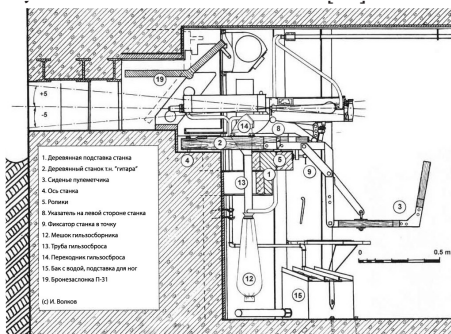 19
+5
-5
14
8
2
4
5
1
13
9
3
12
15
0
0.5 m
1. Деревянная подставка станка
2. Деревянный станок т.н. "гитара"
3. Сиденье пулеметчика
4. Ось станка
5. Ролики
8. Указатель на левой стороне станка
9. Фиксатор станка в точку
12. Мешок гильзосборника
13. Труба гильзосброса
14. Переходник гильзосброса
15. Бак с водой, подставка для ног
19. Бронезаслонка П-31
(c) И. Волков